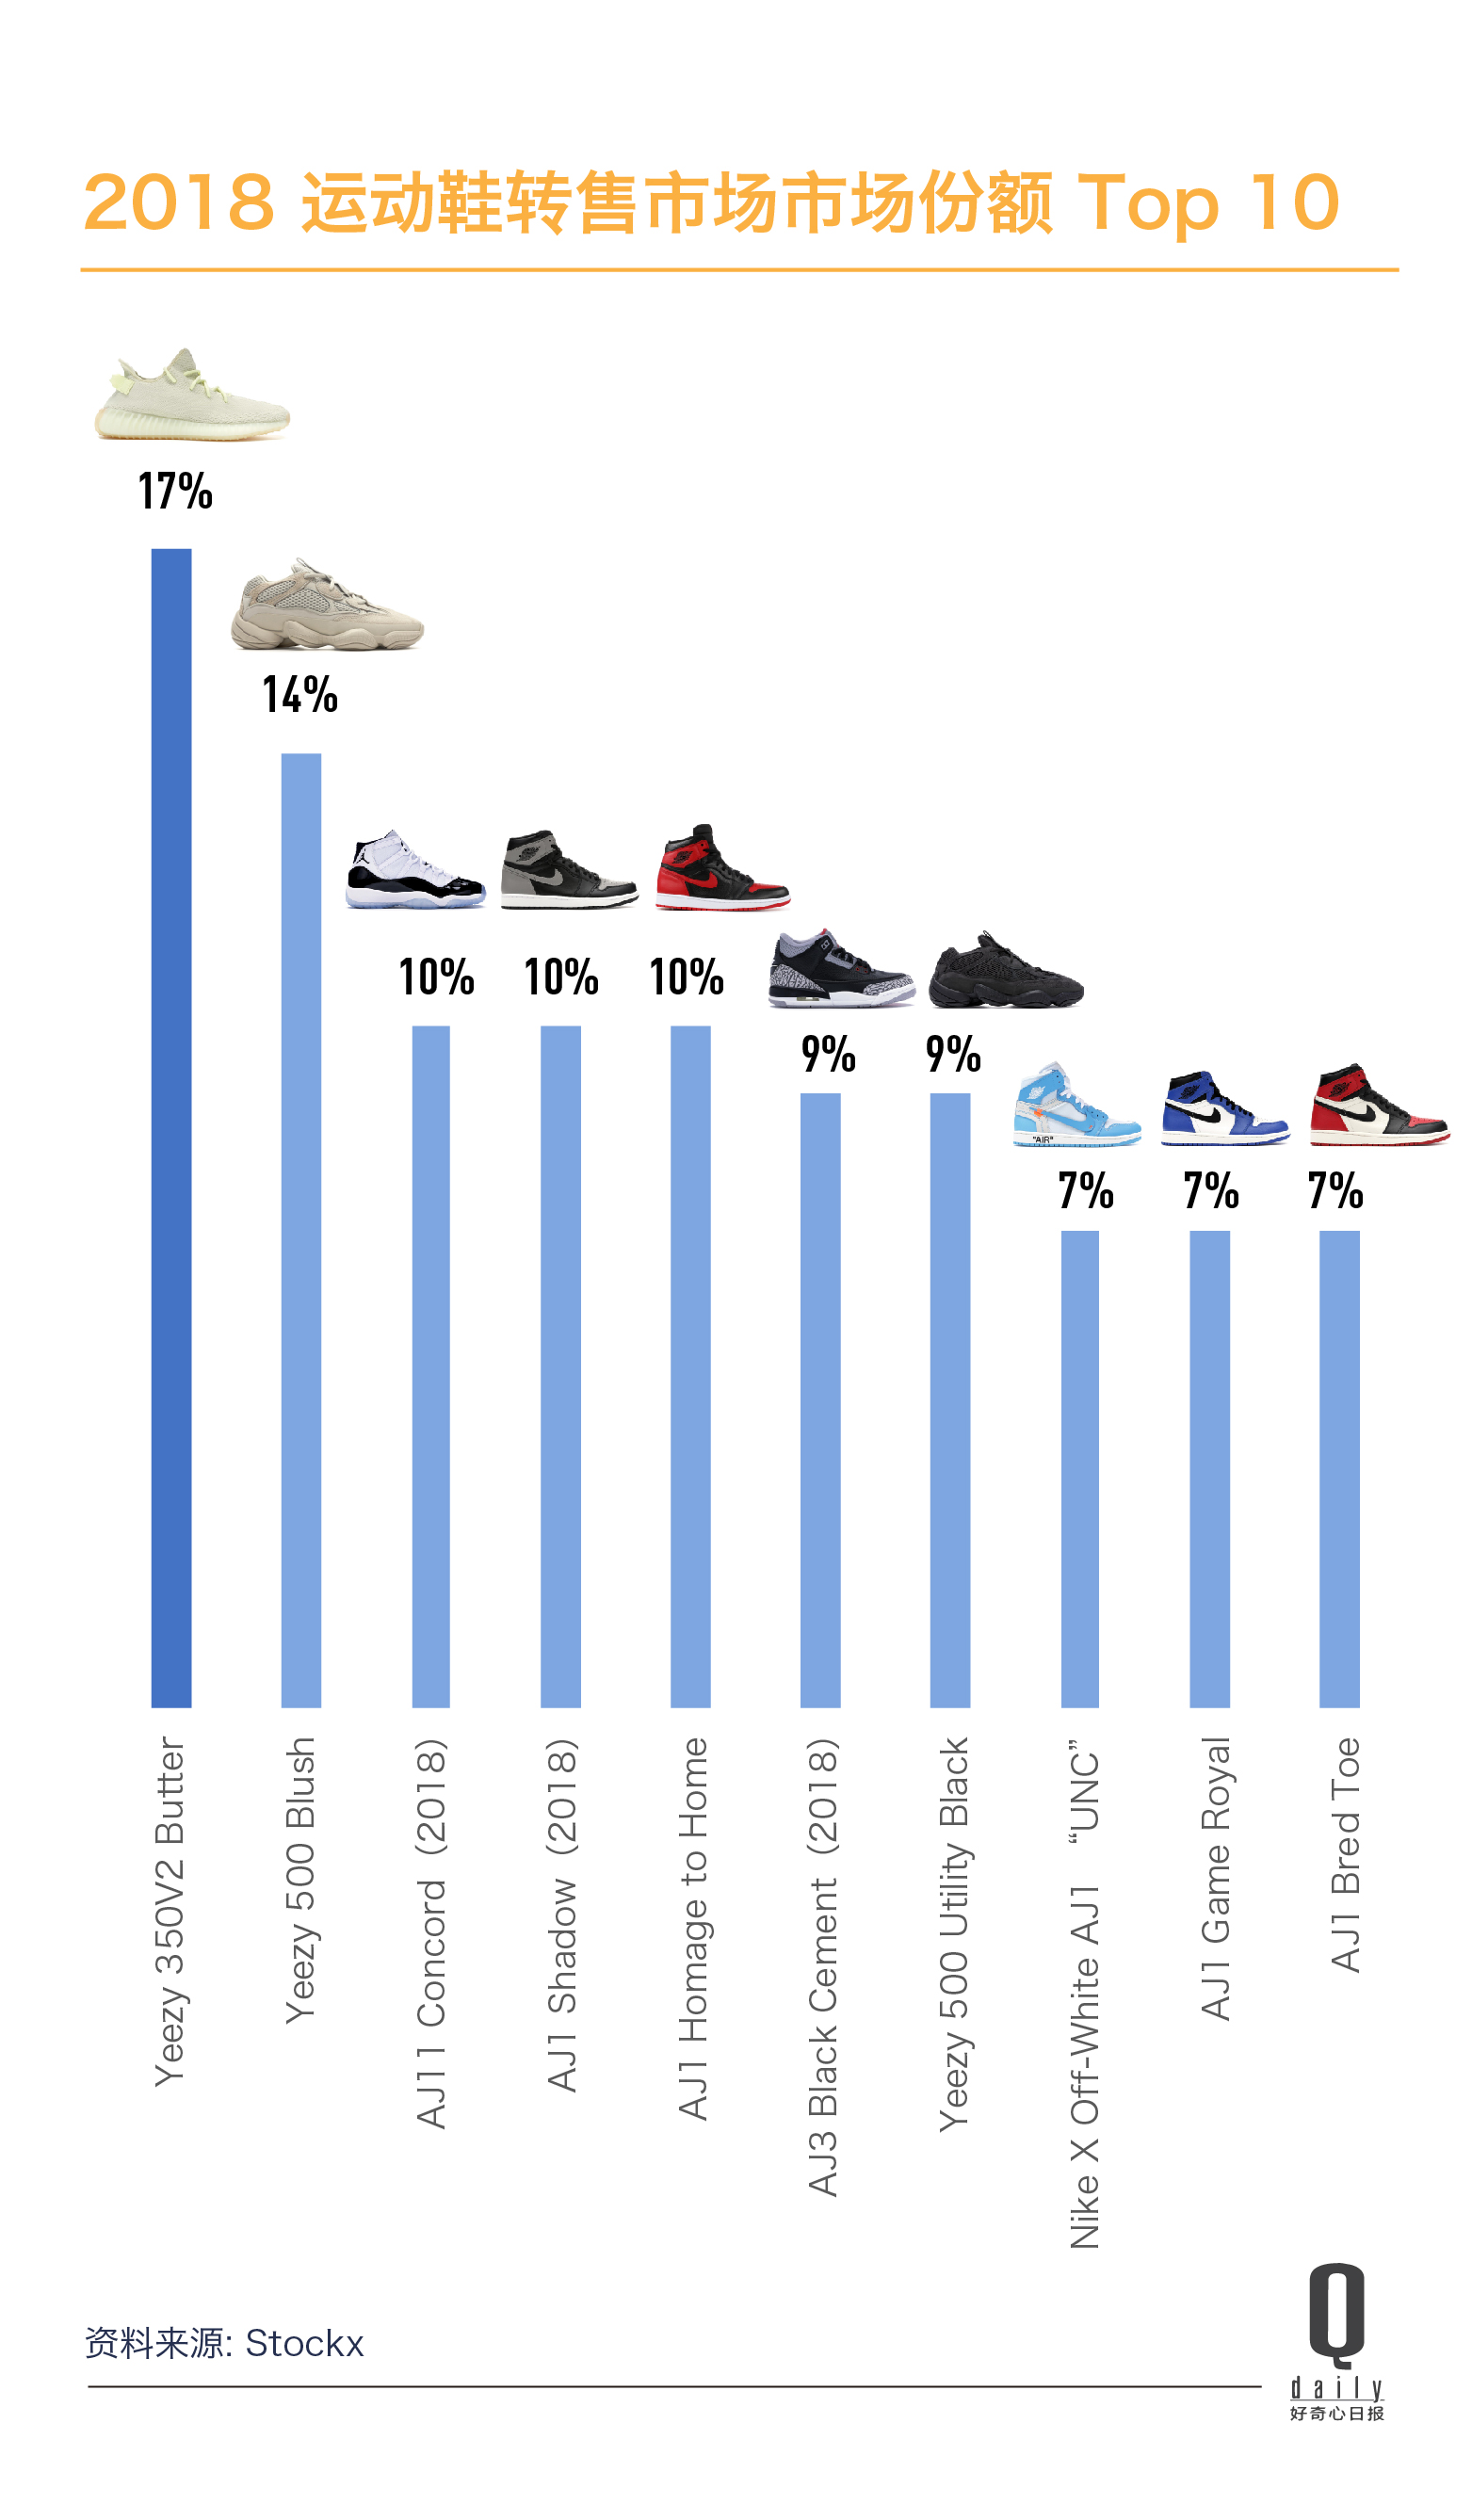 2018 运动鞋转售市场市场份额 Top 10
17%
14%
10%
10%
10%
9%
9%
"AIR"
7%
7%
7%
Yeezy 350V2 Butter
Yeezy 500 Blush
AJ11 Concord（2018）
AJ1 Shadow（2018）
AJ1 Homage to Home
AJ3 Black Cement（2018）
Yeezy 500 Utility Black
Nike X Off-White AJ1 “UNC”
AJ1 Game Royal
AJ1 Bred Toe
资料来源: Stockx
Q
daily
好奇心日报